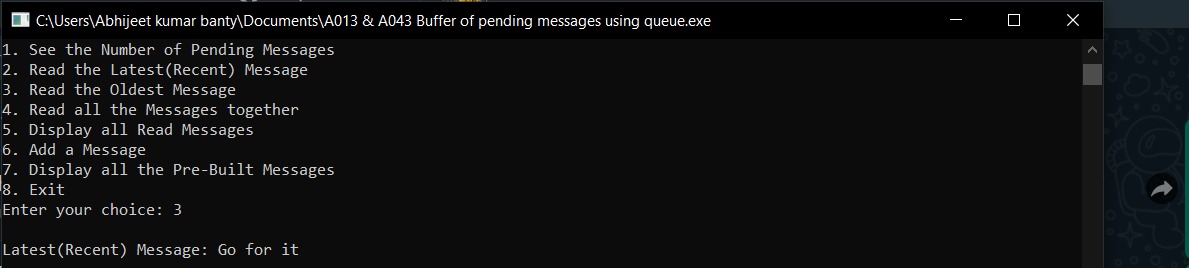 C:\Users\Abhijeet kumar banty\Documents\A013 & A043 Buffer of pending messages using queue.exe
1. See the Number of Pending Messages
2. Read the Latest(Recent) Message
3. Read the Oldest Message
4. Read all the Messages together
5. Display all Read Messages
6. Add a Message
7. Display all the Pre-Built Messages
8. Exit
Enter your choice: 3
Latest(Recent) Message: Go for it